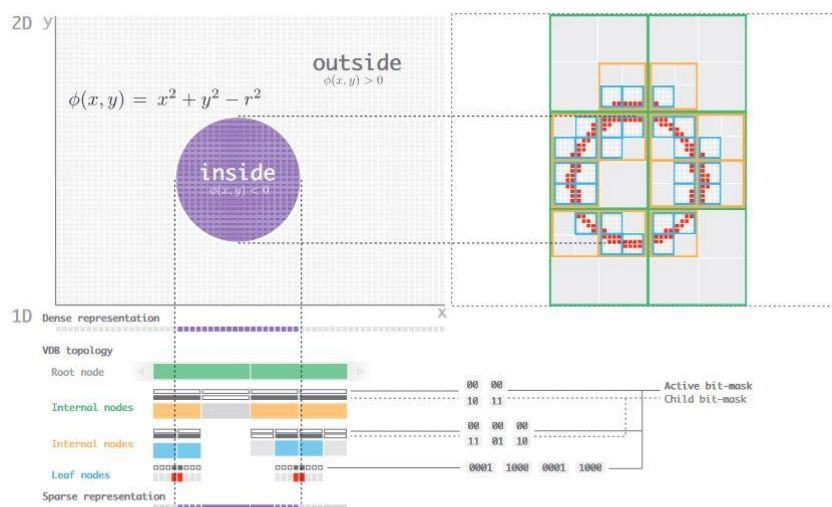 2D y
outside
ϕ(x,y) > 0
ϕ(x, y) = x² + y² − r²
inside
ϕ(x,y) < 0
x
1D
Dense representation
VDB topology
Root node
Internal nodes
00 00
10 11
Active bit-mask
Child bit-mask
Internal nodes
00 00 00
11 01 10
Leaf nodes
0001 1000 0001 1000
Sparse representation